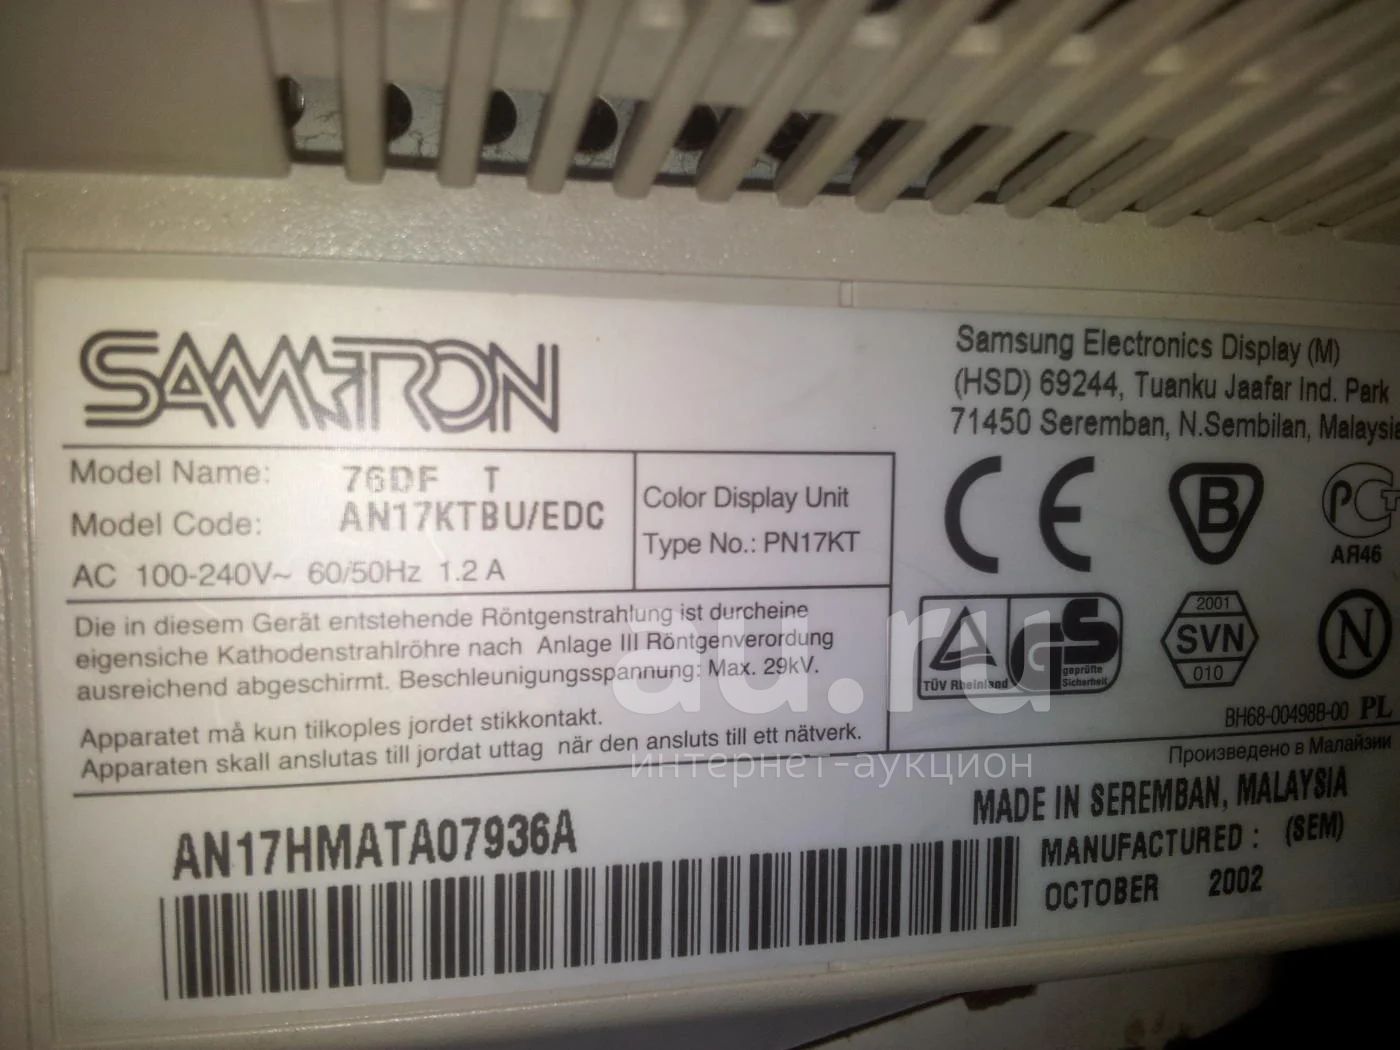 SAMTRON
Samsung Electronics Display (M)
(HSD) 69244, Tuanku Jaafar Ind. Park
71450 Seremban, N.Sembilan, Malaysia
Model Name: 76DF T
Model Code: AN17KTBU/EDC
AC 100-240V~ 60/50Hz 1.2 A
Color Display Unit
Type No.: PN17KT
CE
B
PCT
АЯ46
Die in diesem Gerät entstehende Röntgenstrahlung ist durcheine
eigensiche Kathodenstrahlröhre nach Anlage III Röntgenverordung
ausreichend abgeschirmt. Beschleunigungsspannung: Max. 29kV.
Apparatet må kun tilkoples jordet stikkontakt.
Apparaten skall anslutas till jordat uttag när den ansluts till ett nätverk.
TÜV Rheinland
GS
geprüfte
Sicherheit
2001
SVN
010
N
BH68-00498B-00 PL
Произведено в Малайзии
au.ru
интернет-аукцион
AN17HMATA07936A
MADE IN SEREMBAN, MALAYSIA
MANUFACTURED : (SEM)
OCTOBER 2002